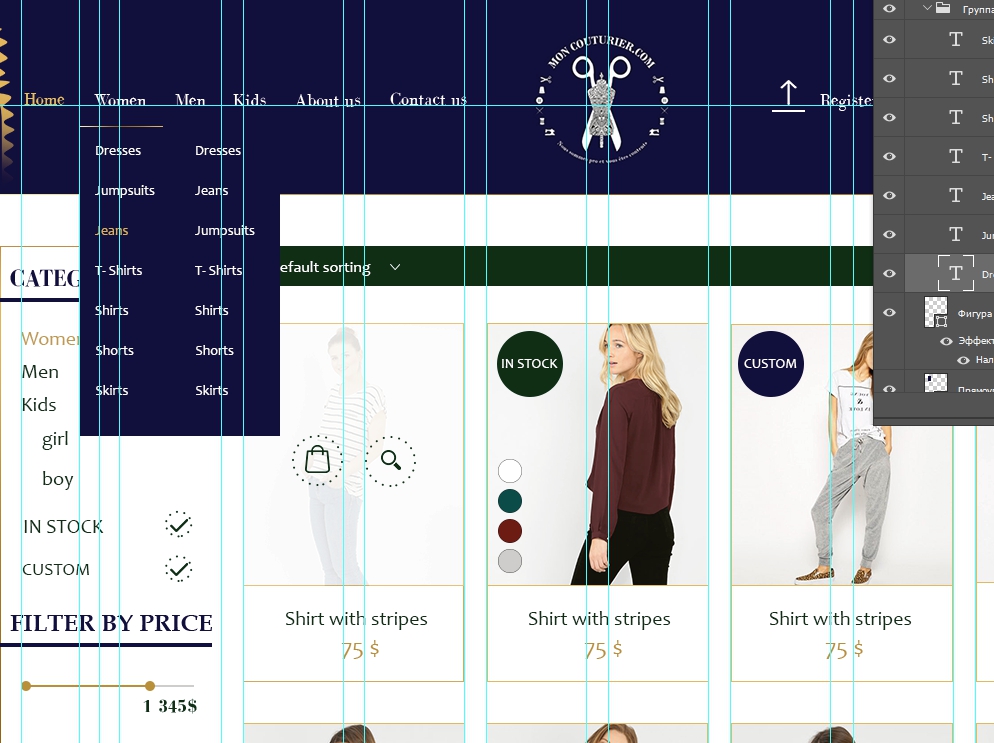 MON COUTURIER.COM
Home Women Men Kids About us Contact us
Dresses Dresses
Jumpsuits Jeans
Jeans Jumpsuits
T- Shirts T- Shirts
Shirts Shirts
Shorts Shorts
Skirts Skirts
efault sorting
CATEG
Women
Men
Kids
girl
boy
IN STOCK
CUSTOM
FILTER BY PRICE
1 345$
IN STOCK
CUSTOM
Shirt with stripes
75 $
Shirt with stripes
75 $
Shirt with stripes
75 $
Registe
Группа
Sk
Sh
Sh
T-
Jea
Jur
Dre
Фигура
Эффект
Нал